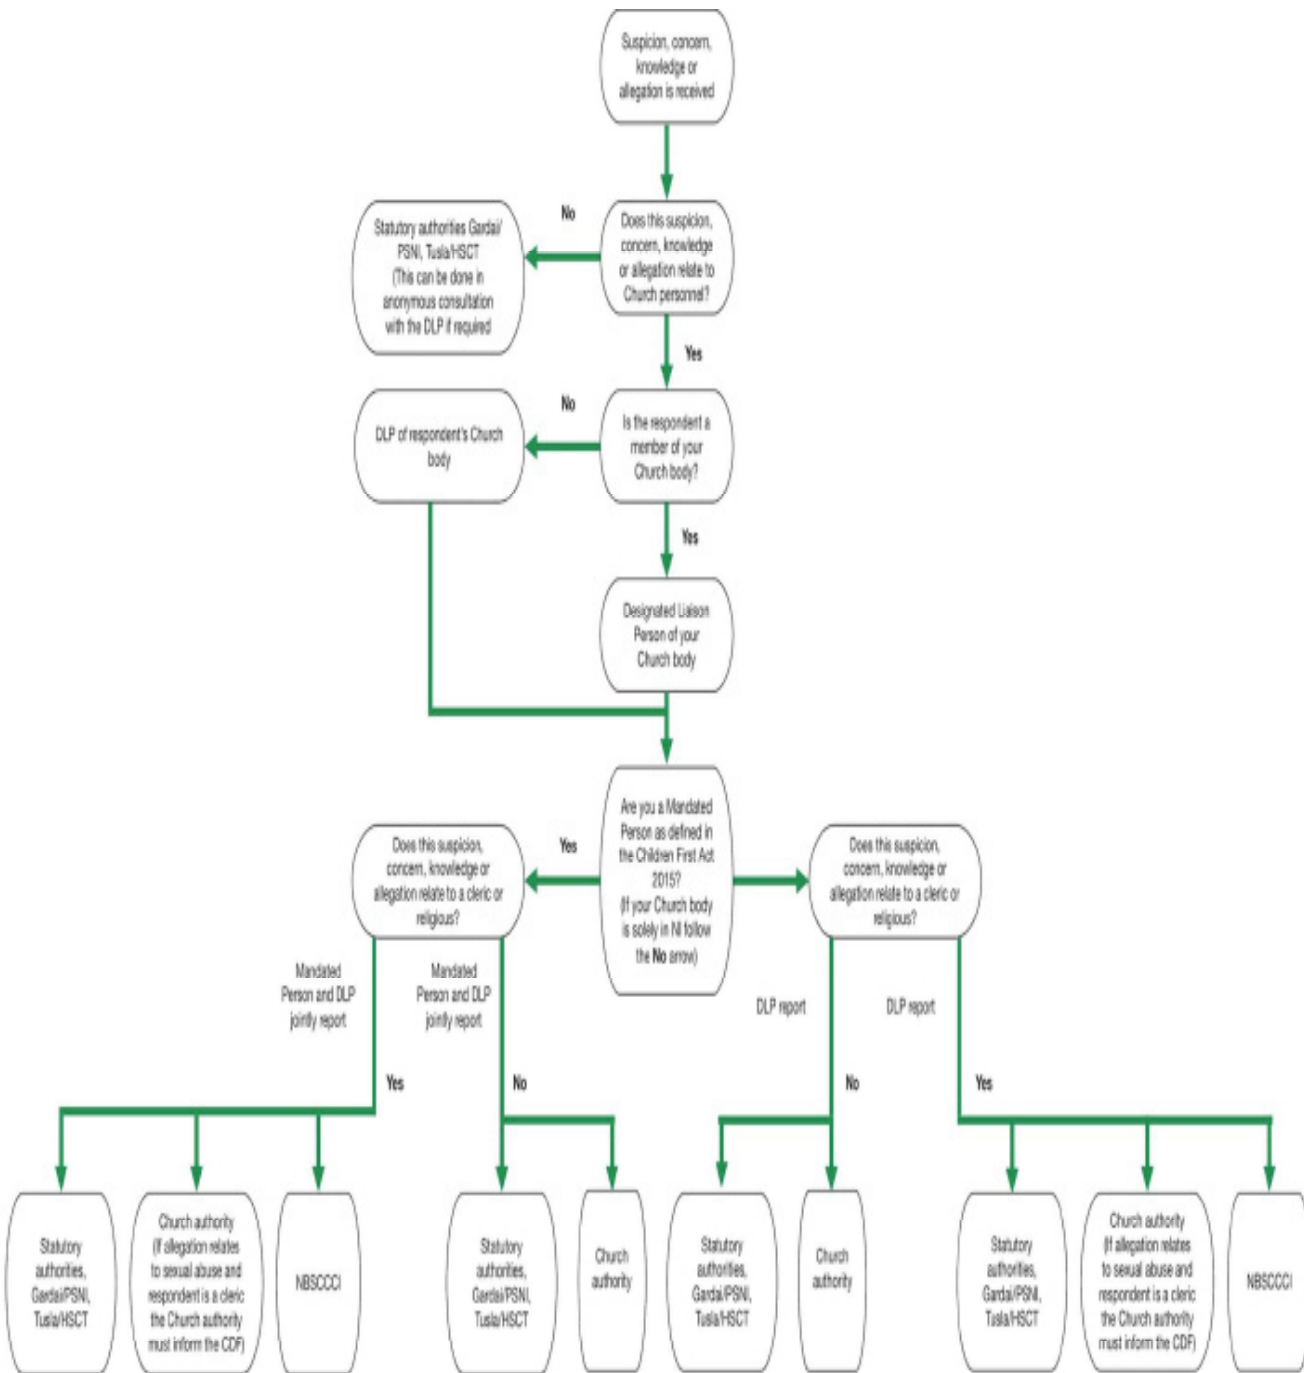 Suspicion, concern,
knowledge or
allegation is received
No
Statutory authorities Gardaí/
PSNI, Tusla/HSCT
(This can be done in
anonymous consultation
with the DLP if required
Does this suspicion,
concern, knowledge
or allegation relate to
Church personnel?
Yes
No
DLP of respondent's Church
body
Is the respondent a
member of your
Church body?
Yes
Designated Liaison
Person of your
Church body
Does this suspicion,
concern, knowledge or
allegation relate to a cleric or
religious?
Yes
Are you a Mandated
Person as defined in
the Children First Act
2015?
(If your Church body
is solely in NI follow
the No arrow)
Does this suspicion,
concern, knowledge or
allegation relate to a cleric or
religious?
Mandated
Person and DLP
jointly report
Mandated
Person and DLP
jointly report
DLP report
DLP report
Yes
No
No
Yes
Statutory
authorities,
Gardaí/PSNI,
Tusla/HSCT
Church authority
(If allegation relates
to sexual abuse and
respondent is a cleric
the Church authority
must inform the CDF)
NBSCCCI
Statutory
authorities,
Gardaí/PSNI,
Tusla/HSCT
Church
authority
Statutory
authorities,
Gardaí/PSNI,
Tusla/HSCT
Church
authority
Statutory
authorities,
Gardaí/PSNI,
Tusla/HSCT
Church authority
(If allegation relates
to sexual abuse and
respondent is a cleric
the Church authority
must inform the CDF)
NBSCCCI